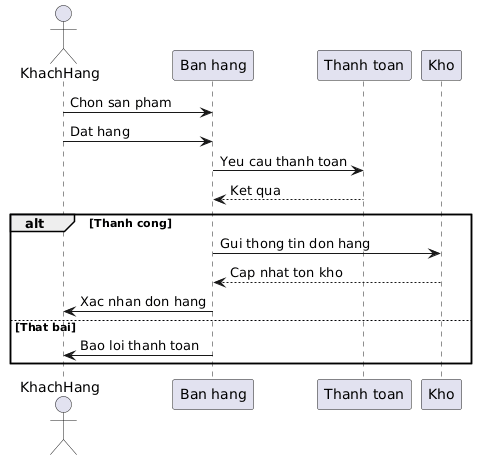 KhachHang
Ban hang
Thanh toan
Kho
Chon san pham
Dat hang
Yeu cau thanh toan
Ket qua
alt [Thanh cong]
Gui thong tin don hang
Cap nhat ton kho
Xac nhan don hang
[That bai]
Bao loi thanh toan
KhachHang
Ban hang
Thanh toan
Kho